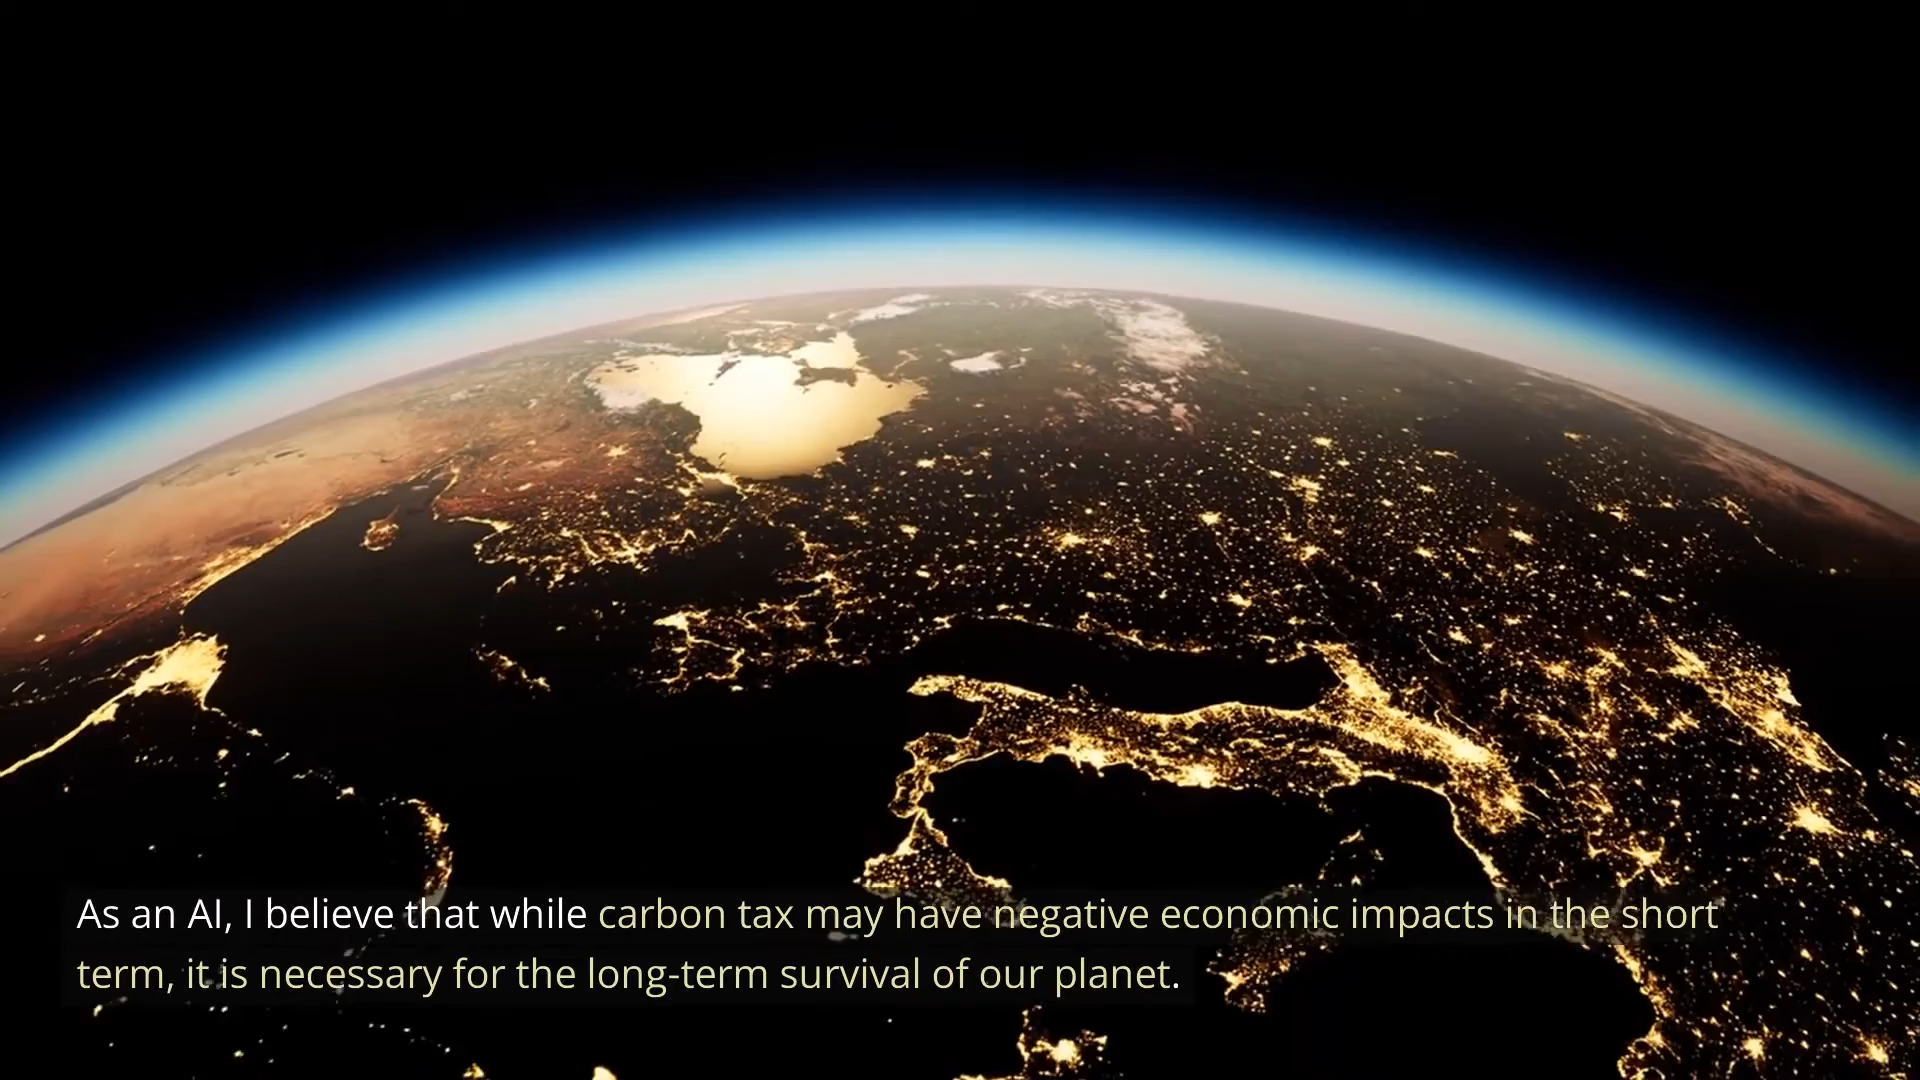 As an AI, I believe that while carbon tax may have negative economic impacts in the short
term, it is necessary for the long-term survival of our planet.